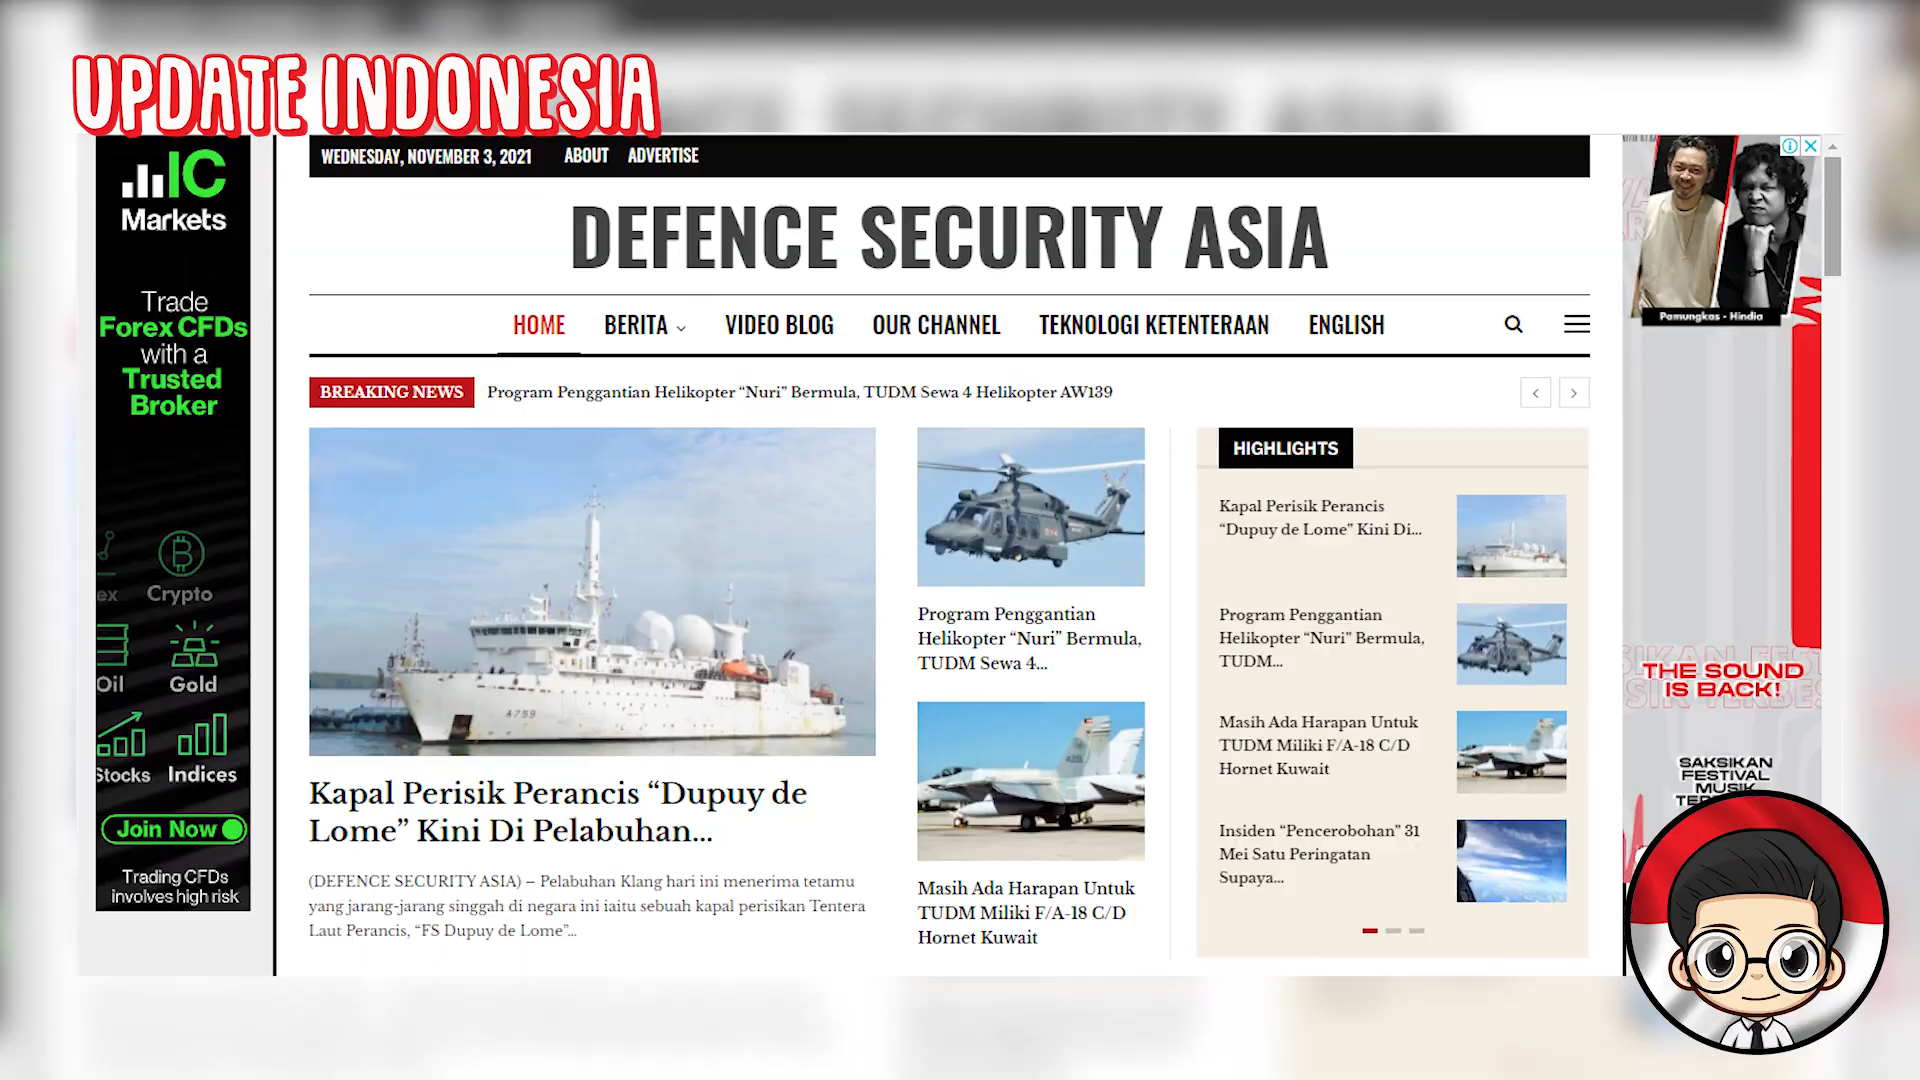 UPDATE INDONESIA
IC
Markets
Trade
Forex CFDs
with a
Trusted
Broker
Crypto
Oil
Gold
Stocks
Indices
Join Now
Trading CFDs
involves high risk
WEDNESDAY, NOVEMBER 3, 2021
ABOUT
ADVERTISE
DEFENCE SECURITY ASIA
HOME
BERITA
VIDEO BLOG
OUR CHANNEL
TEKNOLOGI KETENTERAAN
ENGLISH
BREAKING NEWS
Program Penggantian Helikopter “Nuri” Bermula, TUDM Sewa 4 Helikopter AW139
A759
Kapal Perisik Perancis “Dupuy de
Lome” Kini Di Pelabuhan...
(DEFENCE SECURITY ASIA) – Pelabuhan Klang hari ini menerima tetamu
yang jarang-jarang singgah di negara ini iaitu sebuah kapal perisikan Tentera
Laut Perancis, “FS Dupuy de Lome”...
Program Penggantian
Helikopter “Nuri” Bermula,
TUDM Sewa 4...
Masih Ada Harapan Untuk
TUDM Miliki F/A-18 C/D
Hornet Kuwait
HIGHLIGHTS
Kapal Perisik Perancis
“Dupuy de Lome” Kini Di...
Program Penggantian
Helikopter “Nuri” Bermula,
TUDM...
Masih Ada Harapan Untuk
TUDM Miliki F/A-18 C/D
Hornet Kuwait
Insiden “Pencerobohan” 31
Mei Satu Peringatan
Supaya...
Pamungkas - Hindia
THE SOUND
IS BACK!
SAKSIKAN
FESTIVAL
MUSIK